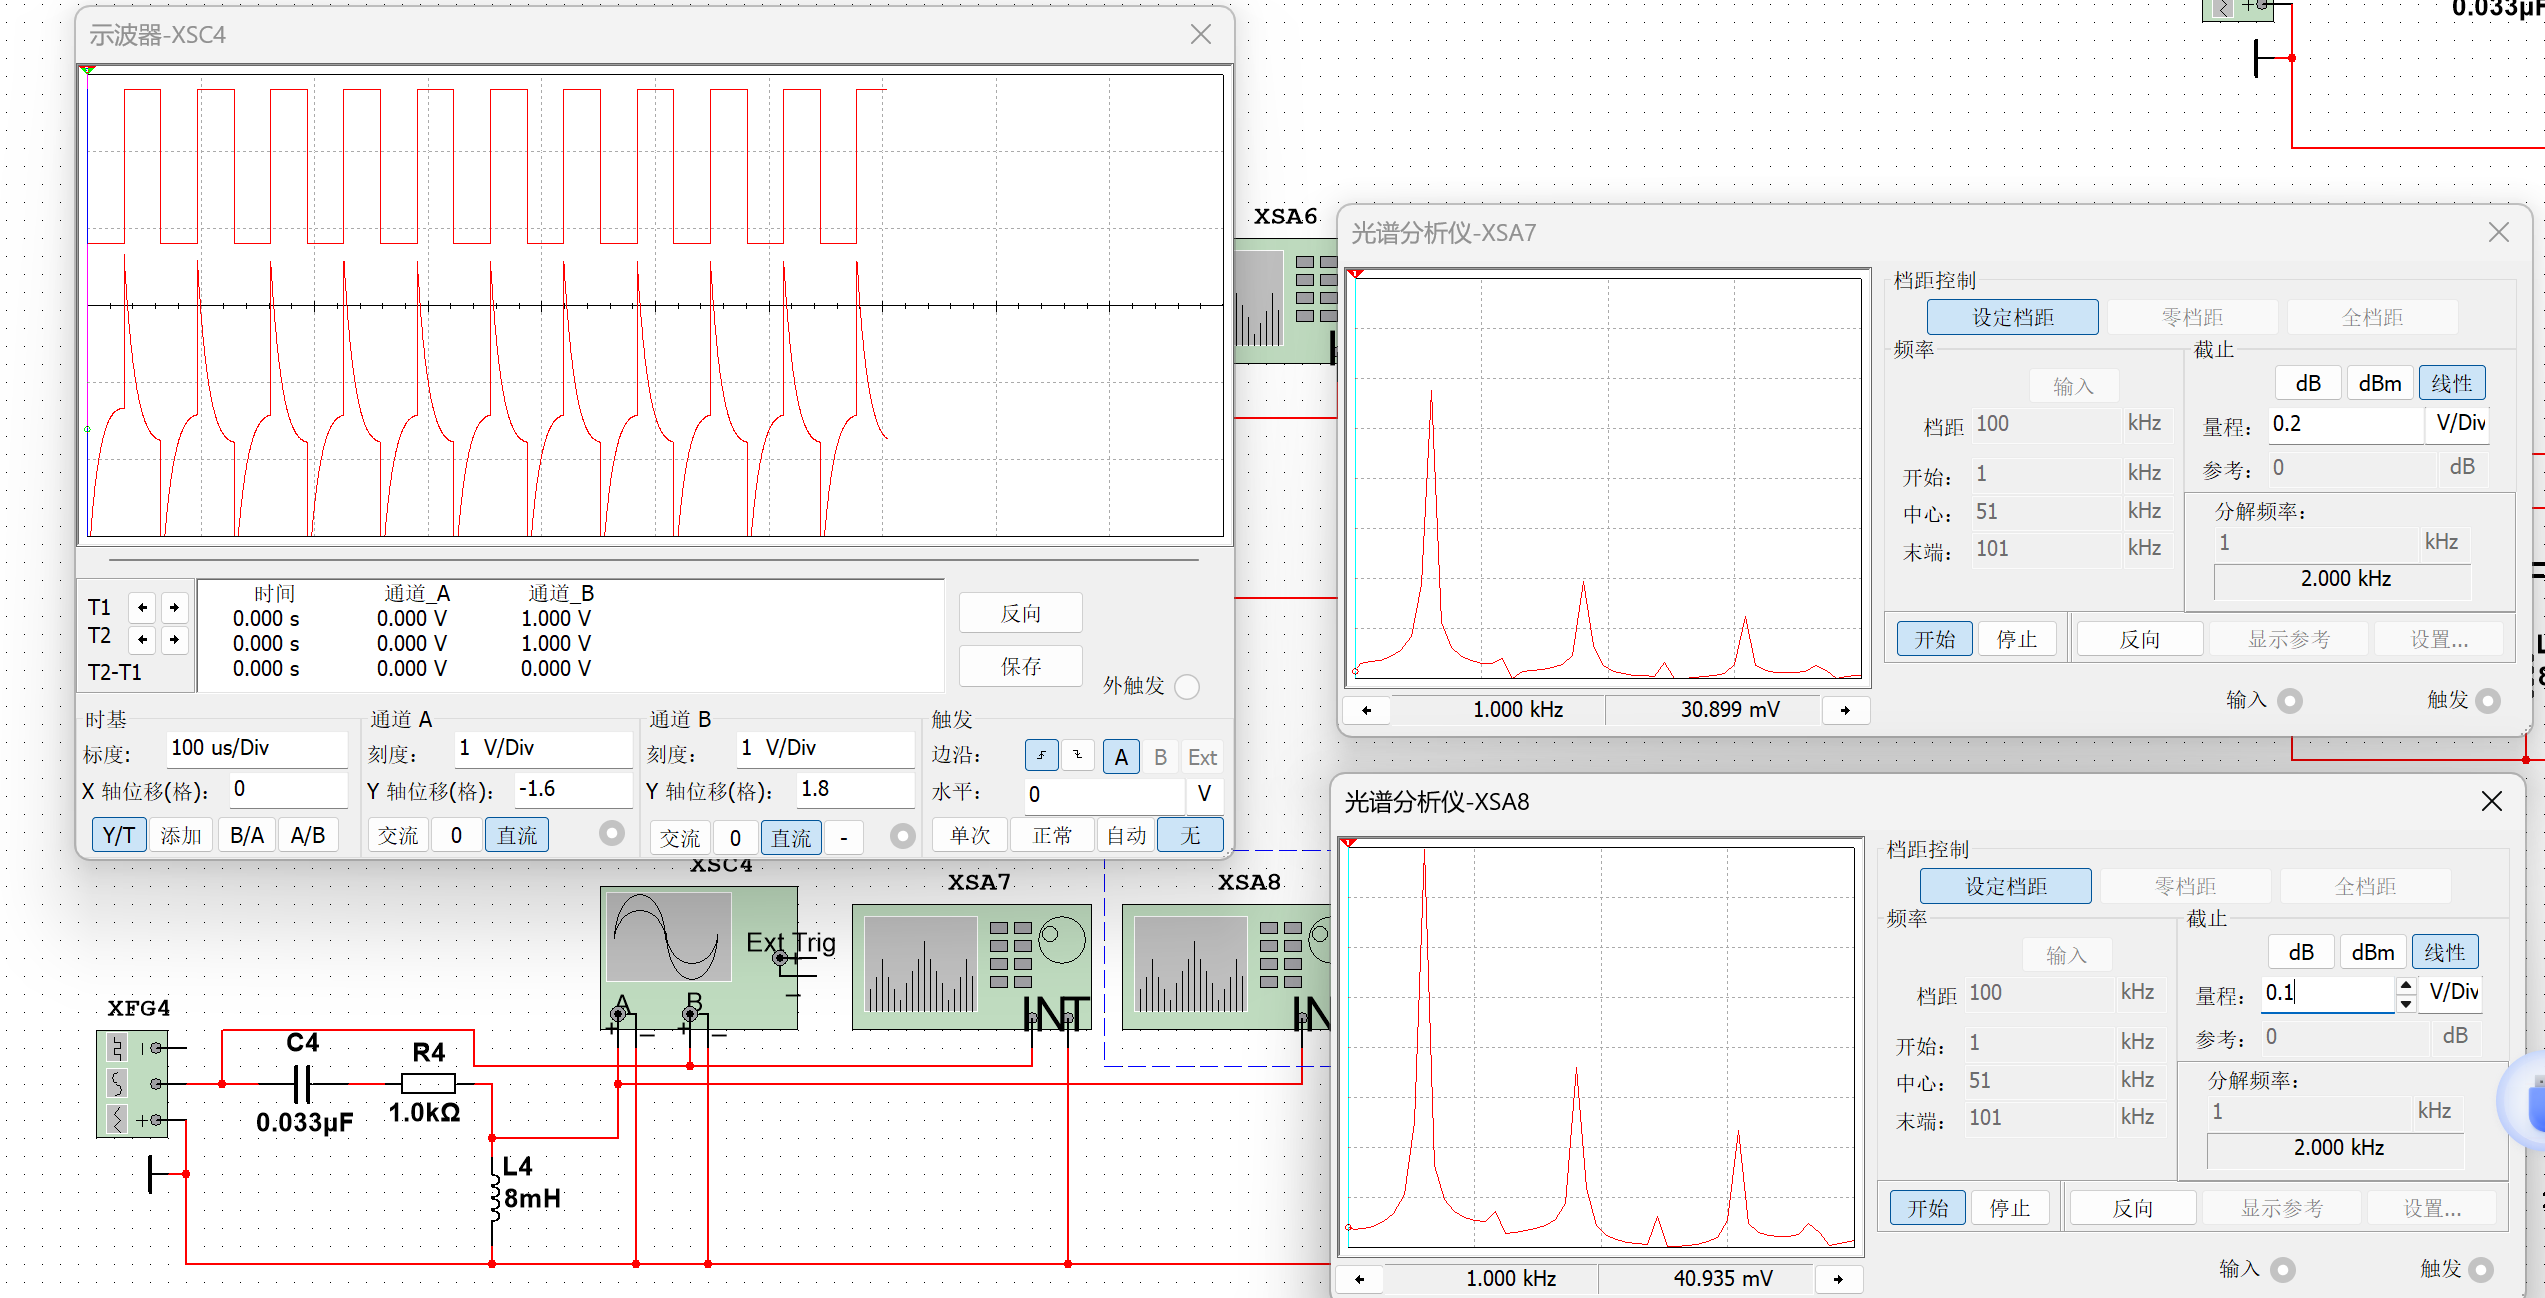 示波器-XSC4
时间 通道_A 通道_B
T1 0.000 s 0.000 V 1.000 V
T2 0.000 s 0.000 V 1.000 V
T2-T1 0.000 s 0.000 V 0.000 V
反向
保存
外触发
时基
标度: 100 us/Div
X 轴位移(格): 0
Y/T 添加 B/A A/B
通道 A
刻度: 1 V/Div
Y 轴位移(格): -1.6
交流 0 直流
通道 B
刻度: 1 V/Div
Y 轴位移(格): 1.8
交流 0 直流 -
触发
边沿: A B Ext
水平: 0 V
单次 正常 自动 无
0.033µF
XSA6
光谱分析仪-XSA7
档距控制
设定档距 零档距 全档距
频率
输入
档距 100 kHz
开始: 1 kHz
中心: 51 kHz
末端: 101 kHz
截止
dB dBm 线性
量程: 0.2 V/Div
参考: 0 dB
分解频率:
1 kHz
2.000 kHz
开始 停止 反向 显示参考 设置...
1.000 kHz 30.899 mV
输入 触发
光谱分析仪-XSA8
档距控制
设定档距 零档距 全档距
频率
输入
档距 100 kHz
开始: 1 kHz
中心: 51 kHz
末端: 101 kHz
截止
dB dBm 线性
量程: 0.1 V/Div
参考: 0 dB
分解频率:
1 kHz
2.000 kHz
开始 停止 反向 显示参考 设置...
1.000 kHz 40.935 mV
输入 触发
XSC4
Ext Trig
A B
+ − + −
XSA7
IN T
XSA8
IN
XFG4
C4
0.033µF
R4
1.0kΩ
L4
8mH